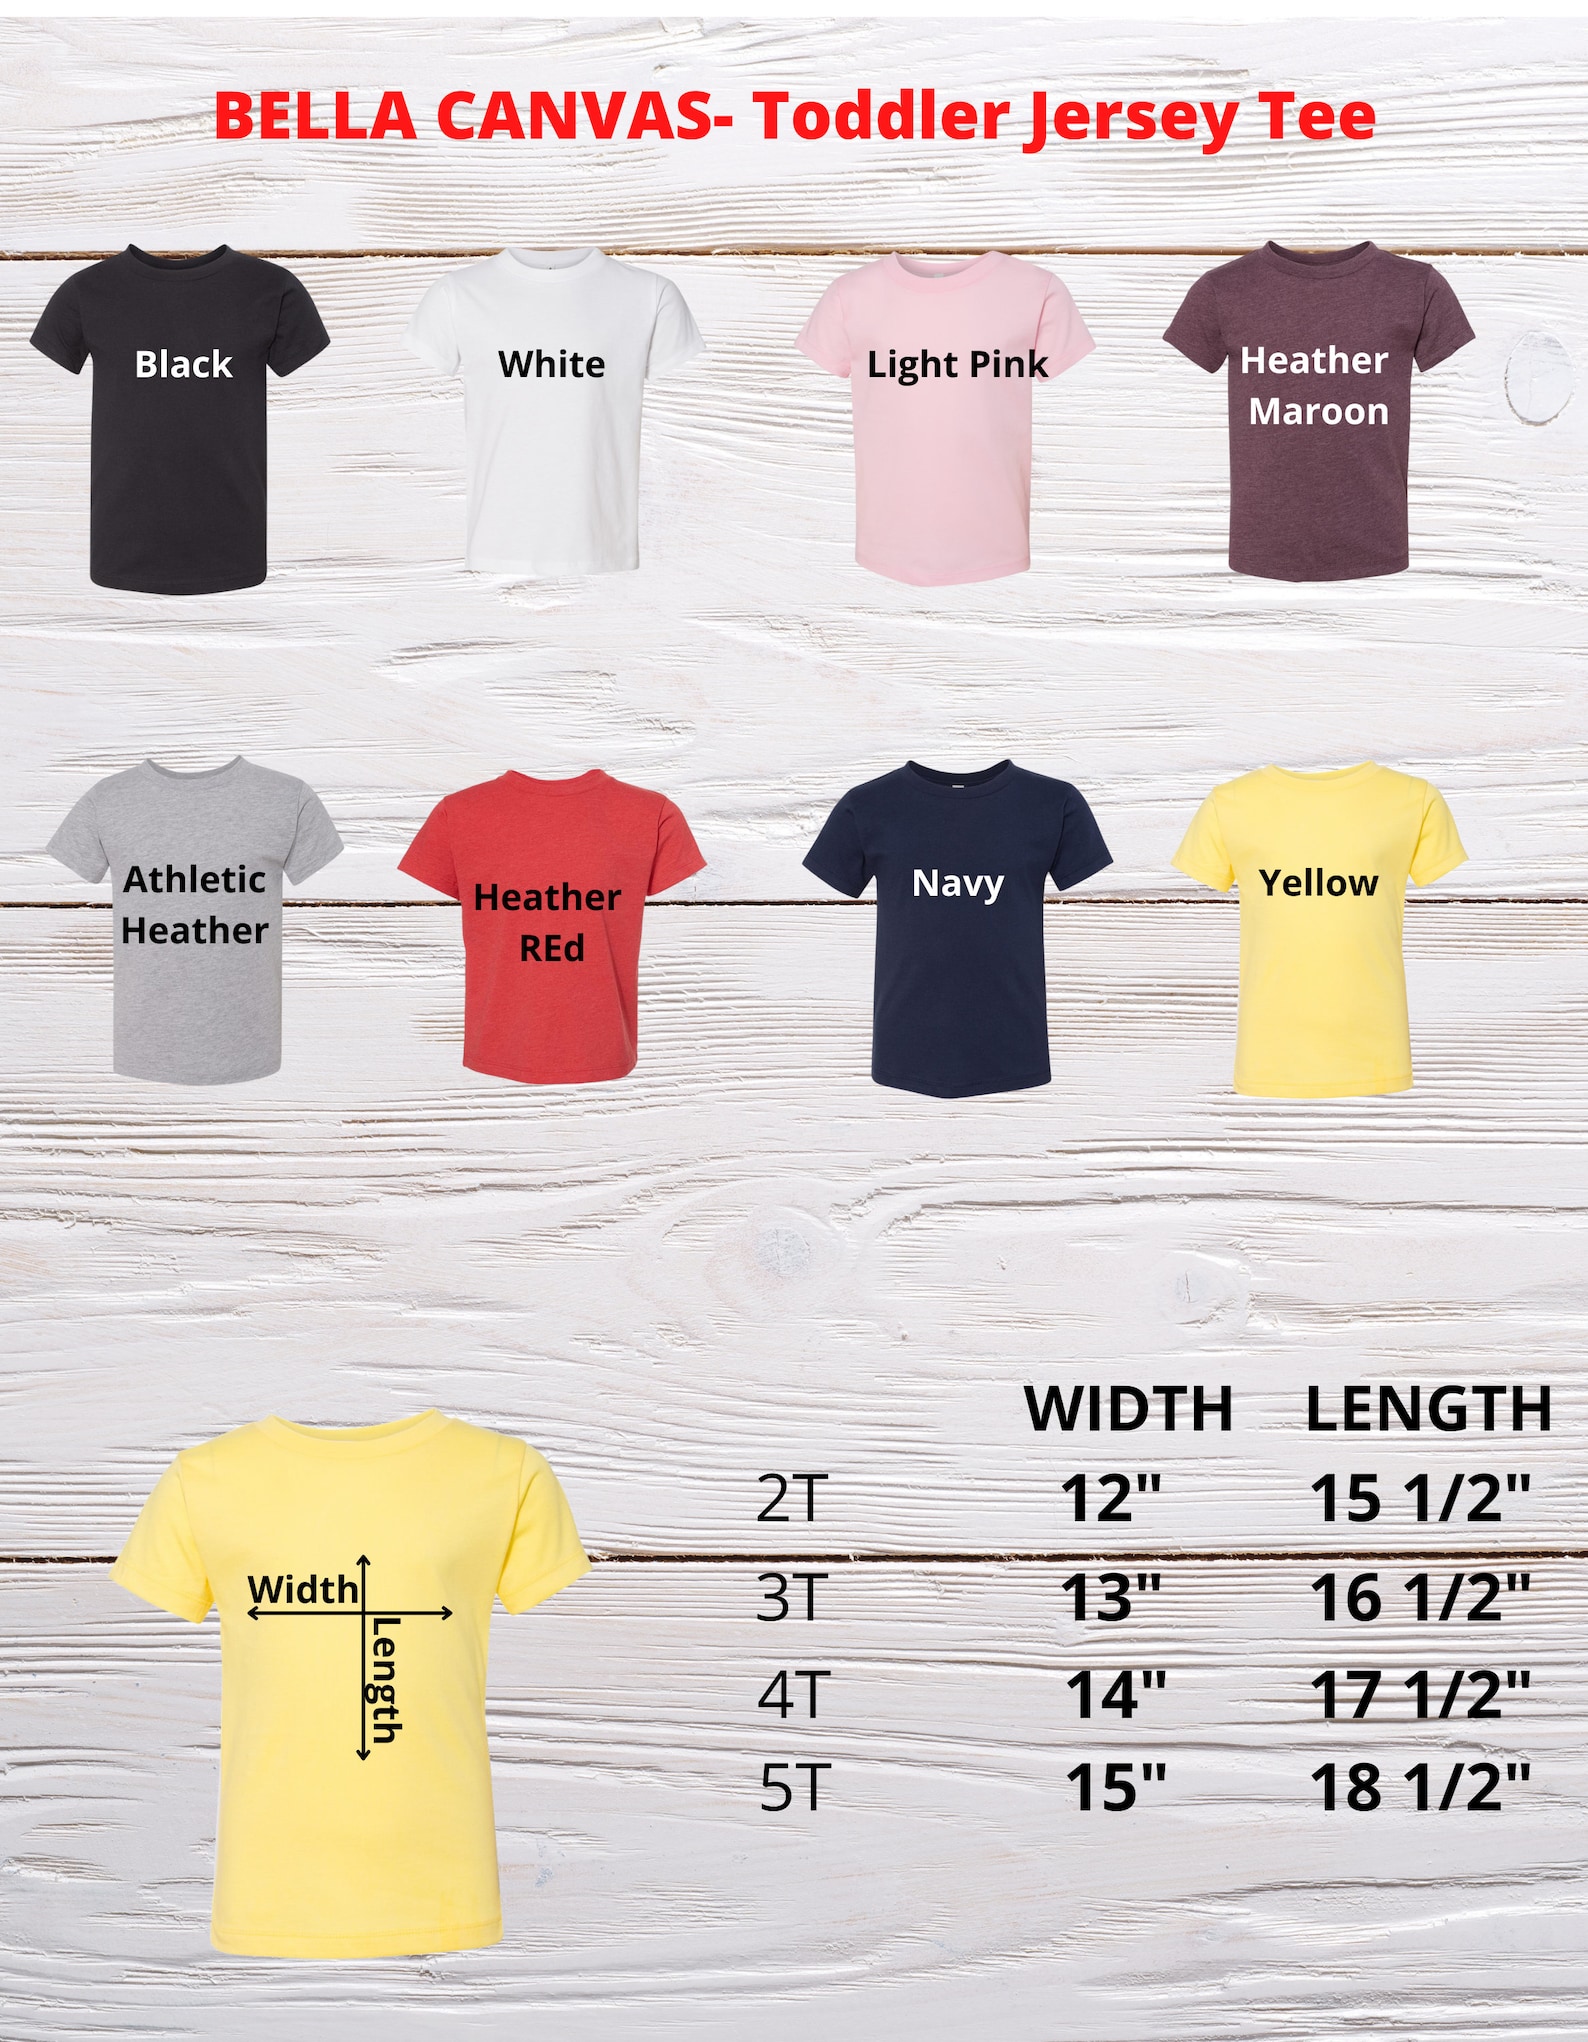 BELLA CANVAS- Toddler Jersey Tee
Black
White
Light Pink
Heather
Maroon
Athletic
Heather
Heather
REd
Navy
Yellow
WIDTH LENGTH
2T 12" 15 1/2"
3T 13" 16 1/2"
4T 14" 17 1/2"
5T 15" 18 1/2"
Width
Length